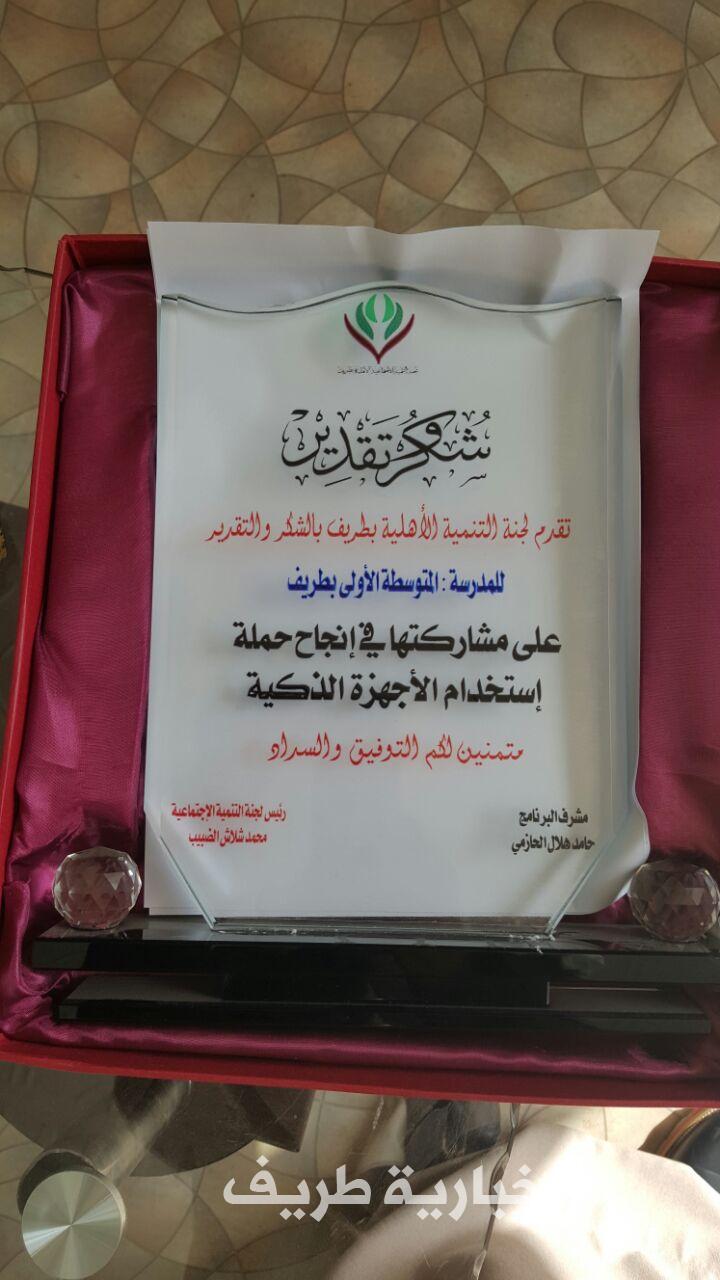 شكر وتقدير
تقدم لجنة التنمية الأهلية بطريف بالشكر والتقدير
للمدرسة : المتوسطة الأولى بطريف
على مشاركتها في إنجاح حملة
إستخدام الأجهزة الذكية
متمنين لكم التوفيق والسداد
مشرف البرنامج
حامد هلال الحازمي
رئيس لجنة التنمية الإجتماعية
محمد شلاش الضبيب
خبارية طريف